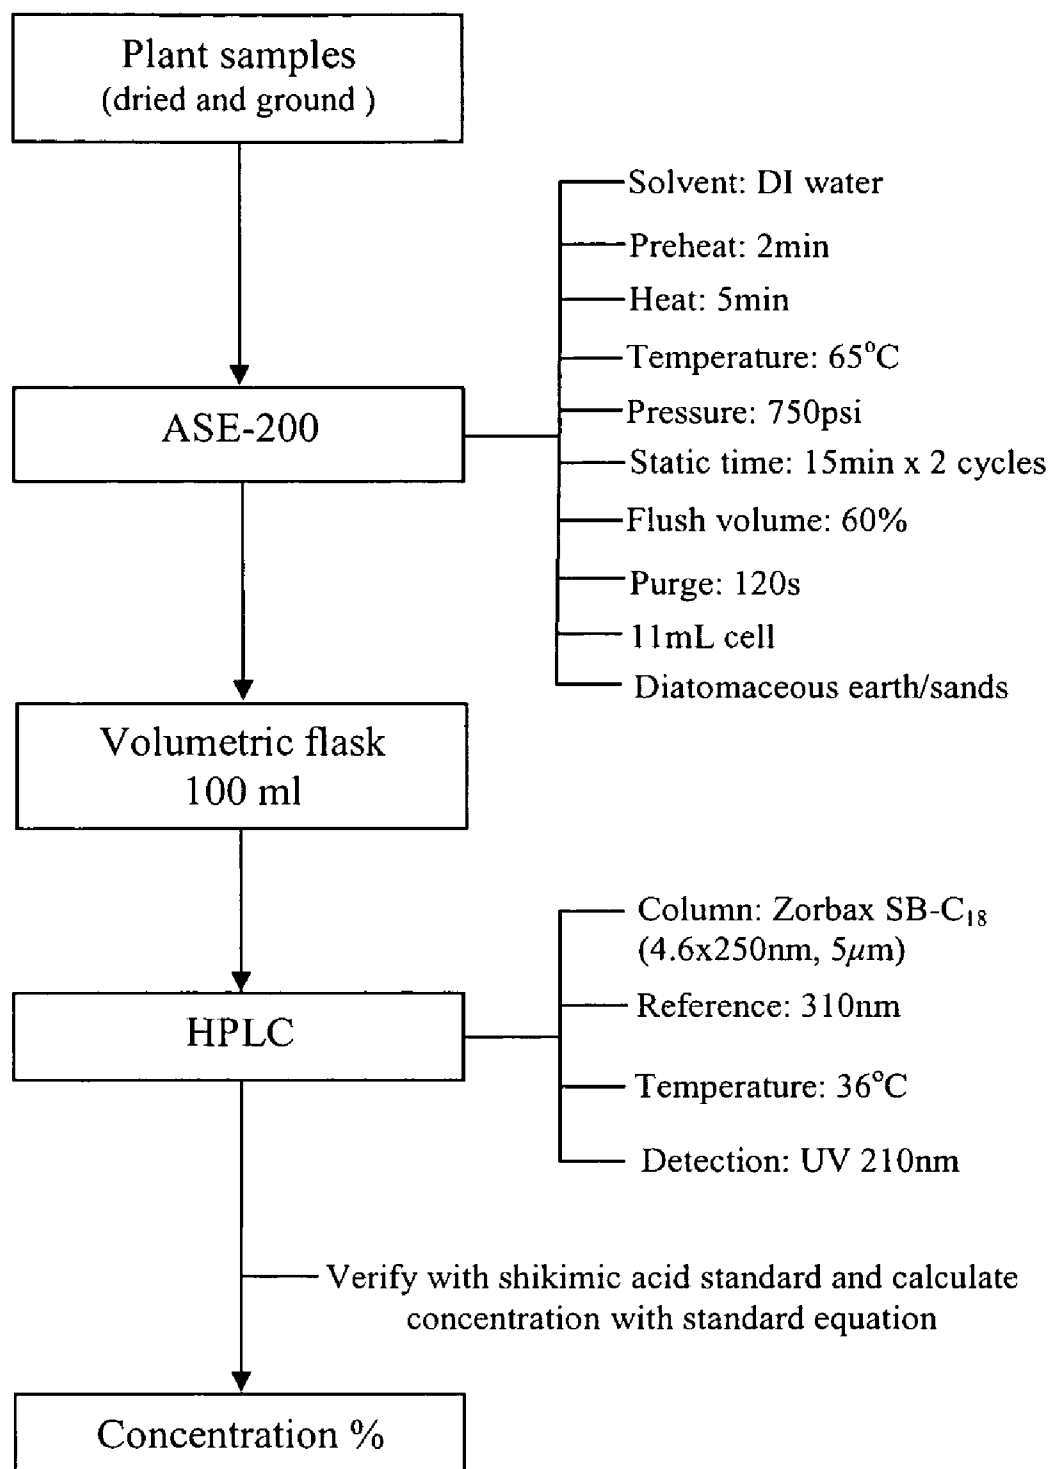 Plant samples
(dried and ground )
Solvent: DI water
Preheat: 2min
Heat: 5min
Temperature: 65°C
ASE-200
Pressure: 750psi
Static time: 15min x 2 cycles
Flush volume: 60%
Purge: 120s
11mL cell
Diatomaceous earth/sands
Volumetric flask
100 ml
Column: Zorbax SB-C₁₈
(4.6x250nm, 5μm)
Reference: 310nm
HPLC
Temperature: 36°C
Detection: UV 210nm
Verify with shikimic acid standard and calculate
concentration with standard equation
Concentration %